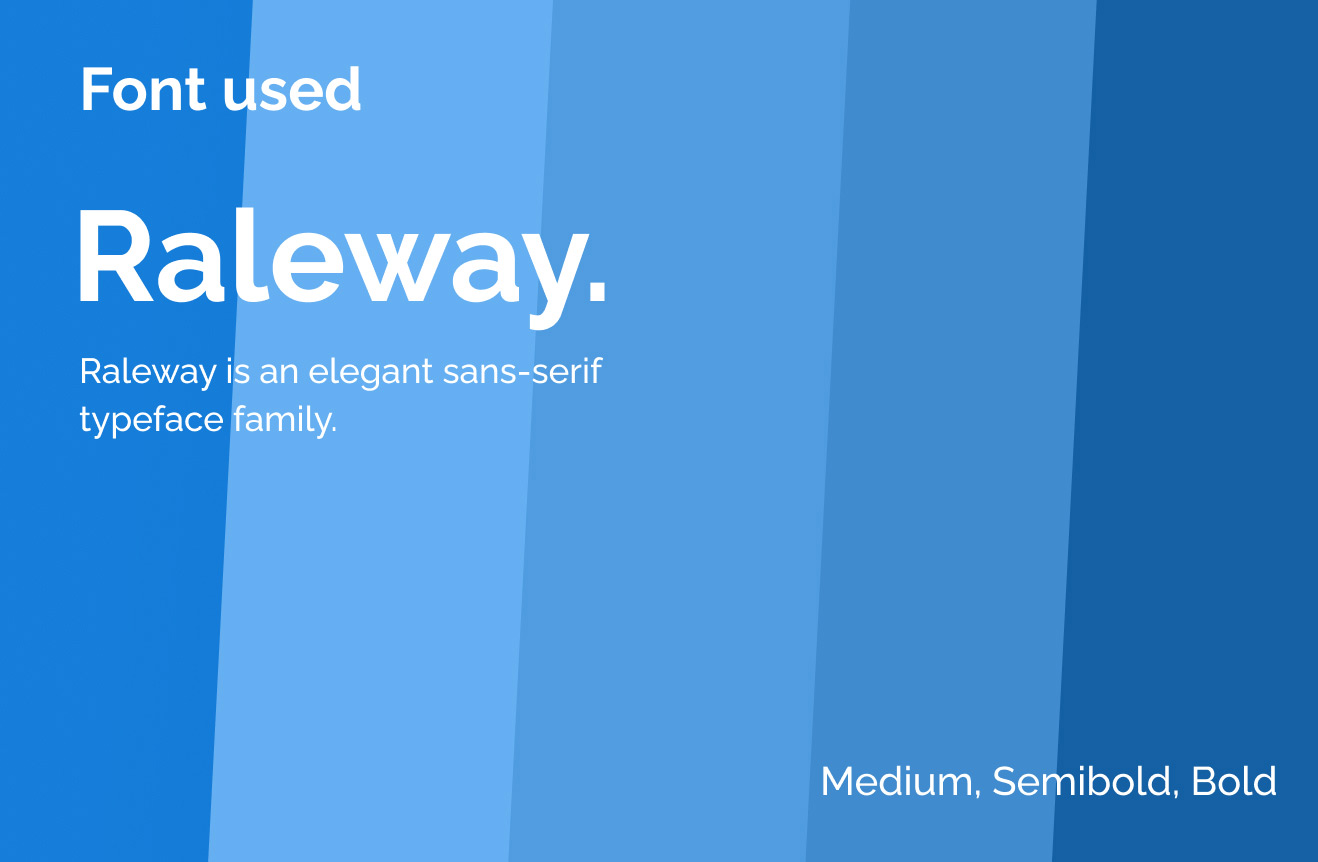 Font used
Raleway.
Raleway is an elegant sans-serif
typeface family.
Medium, Semibold, Bold